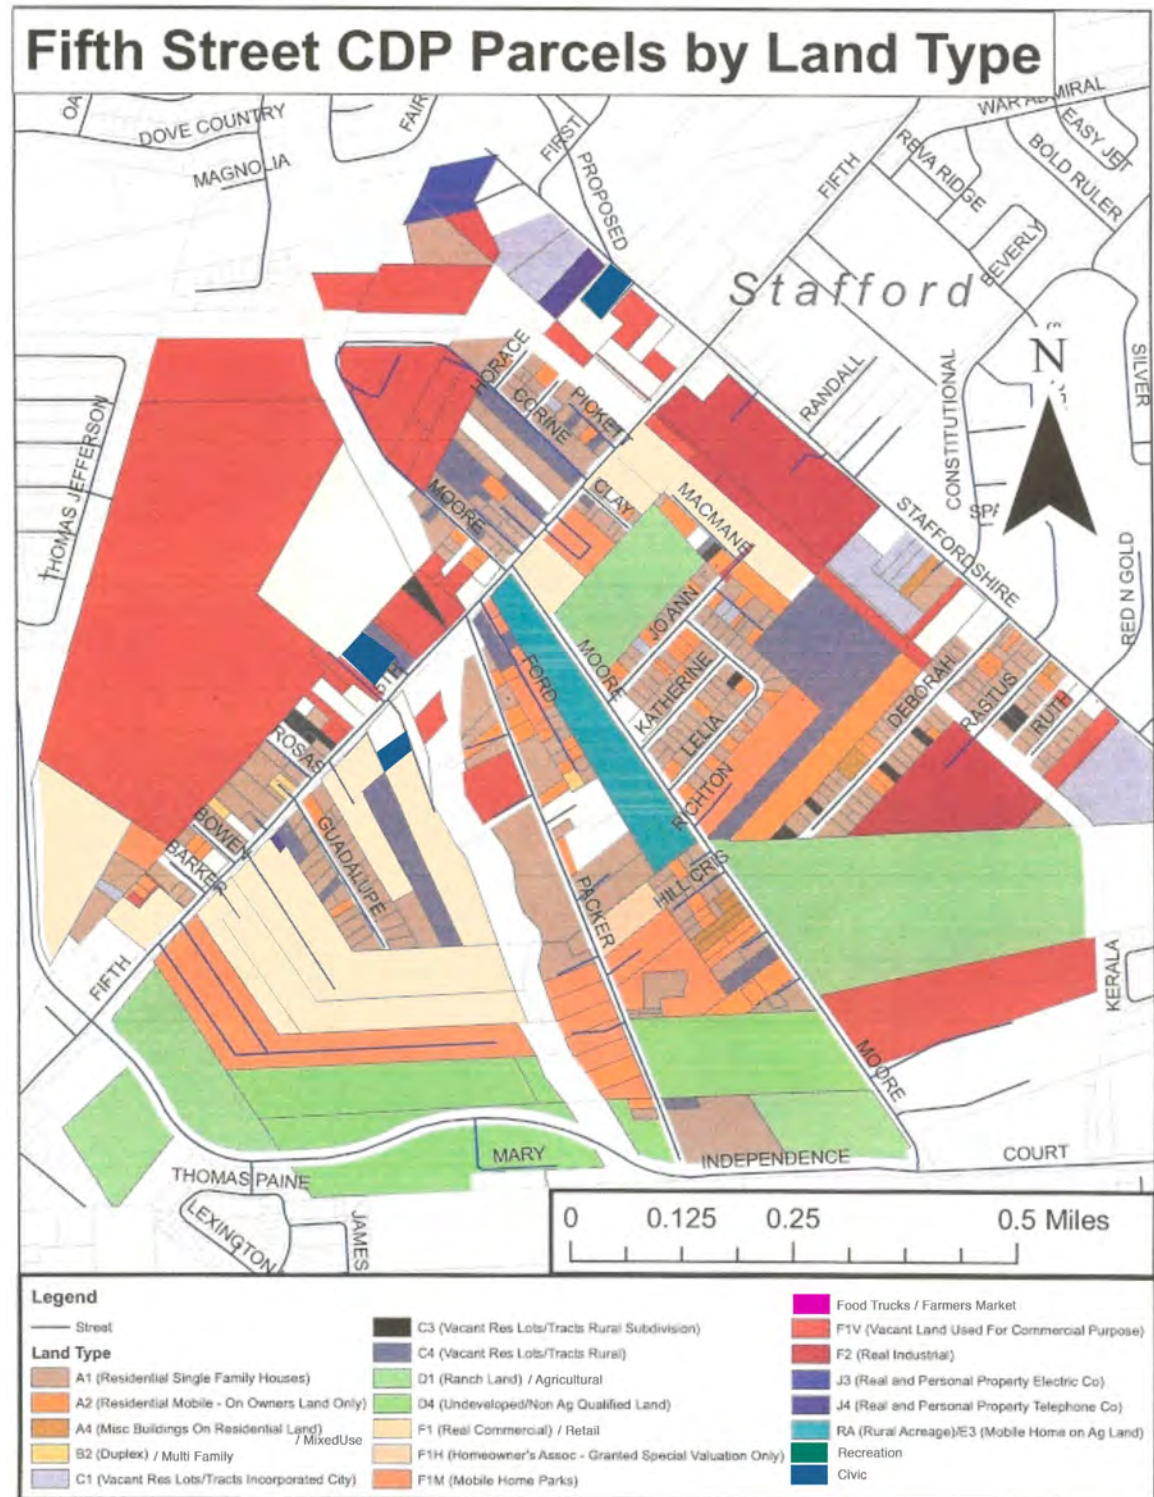 Fifth Street CDP Parcels by Land Type
OA
DOVE COUNTRY
MAGNOLIA
FAIR
FIRST
PROPOSED
FIFTH
WAR ADMIRAL
EASY JET
REVA RIDGE
BOLD RULER
BEVERLY
Stafford
N
SILVER
HORACE
CORINE
PICKETT
RANDALL
CONSTITUTIONAL
THOMAS JEFFERSON
MOORE
CLAY
MACMANE
STAFFORDSHIRE
SPA
RED N GOLD
JO ANN
MOORE
FORD
KATHERINE
LELIA
DEBORAH
RASTUS
RUTH
ROSAS
RICHTON
BOWEN
BARKER
GUADALUPE
PACKER
HILL CRIS
FIFTH
KERALA
MOORE
MARY
INDEPENDENCE
COURT
THOMAS PAINE
LEXINGTON
JAMES
0 0.125 0.25 0.5 Miles
Legend
Street
Land Type
A1 (Residential Single Family Houses)
A2 (Residential Mobile - On Owners Land Only)
A4 (Misc Buildings On Residential Land)
/ MixedUse
B2 (Duplex) / Multi Family
C1 (Vacant Res Lots/Tracts Incorporated City)
C3 (Vacant Res Lots/Tracts Rural Subdivision)
C4 (Vacant Res Lots/Tracts Rural)
D1 (Ranch Land) / Agricultural
D4 (Undeveloped/Non Ag Qualified Land)
F1 (Real Commercial) / Retail
F1H (Homeowner's Assoc - Granted Special Valuation Only)
F1M (Mobile Home Parks)
Food Trucks / Farmers Market
F1V (Vacant Land Used For Commercial Purpose)
F2 (Real Industrial)
J3 (Real and Personal Property Electric Co)
J4 (Real and Personal Property Telephone Co)
RA (Rural Acreage)/E3 (Mobile Home on Ag Land)
Recreation
Civic